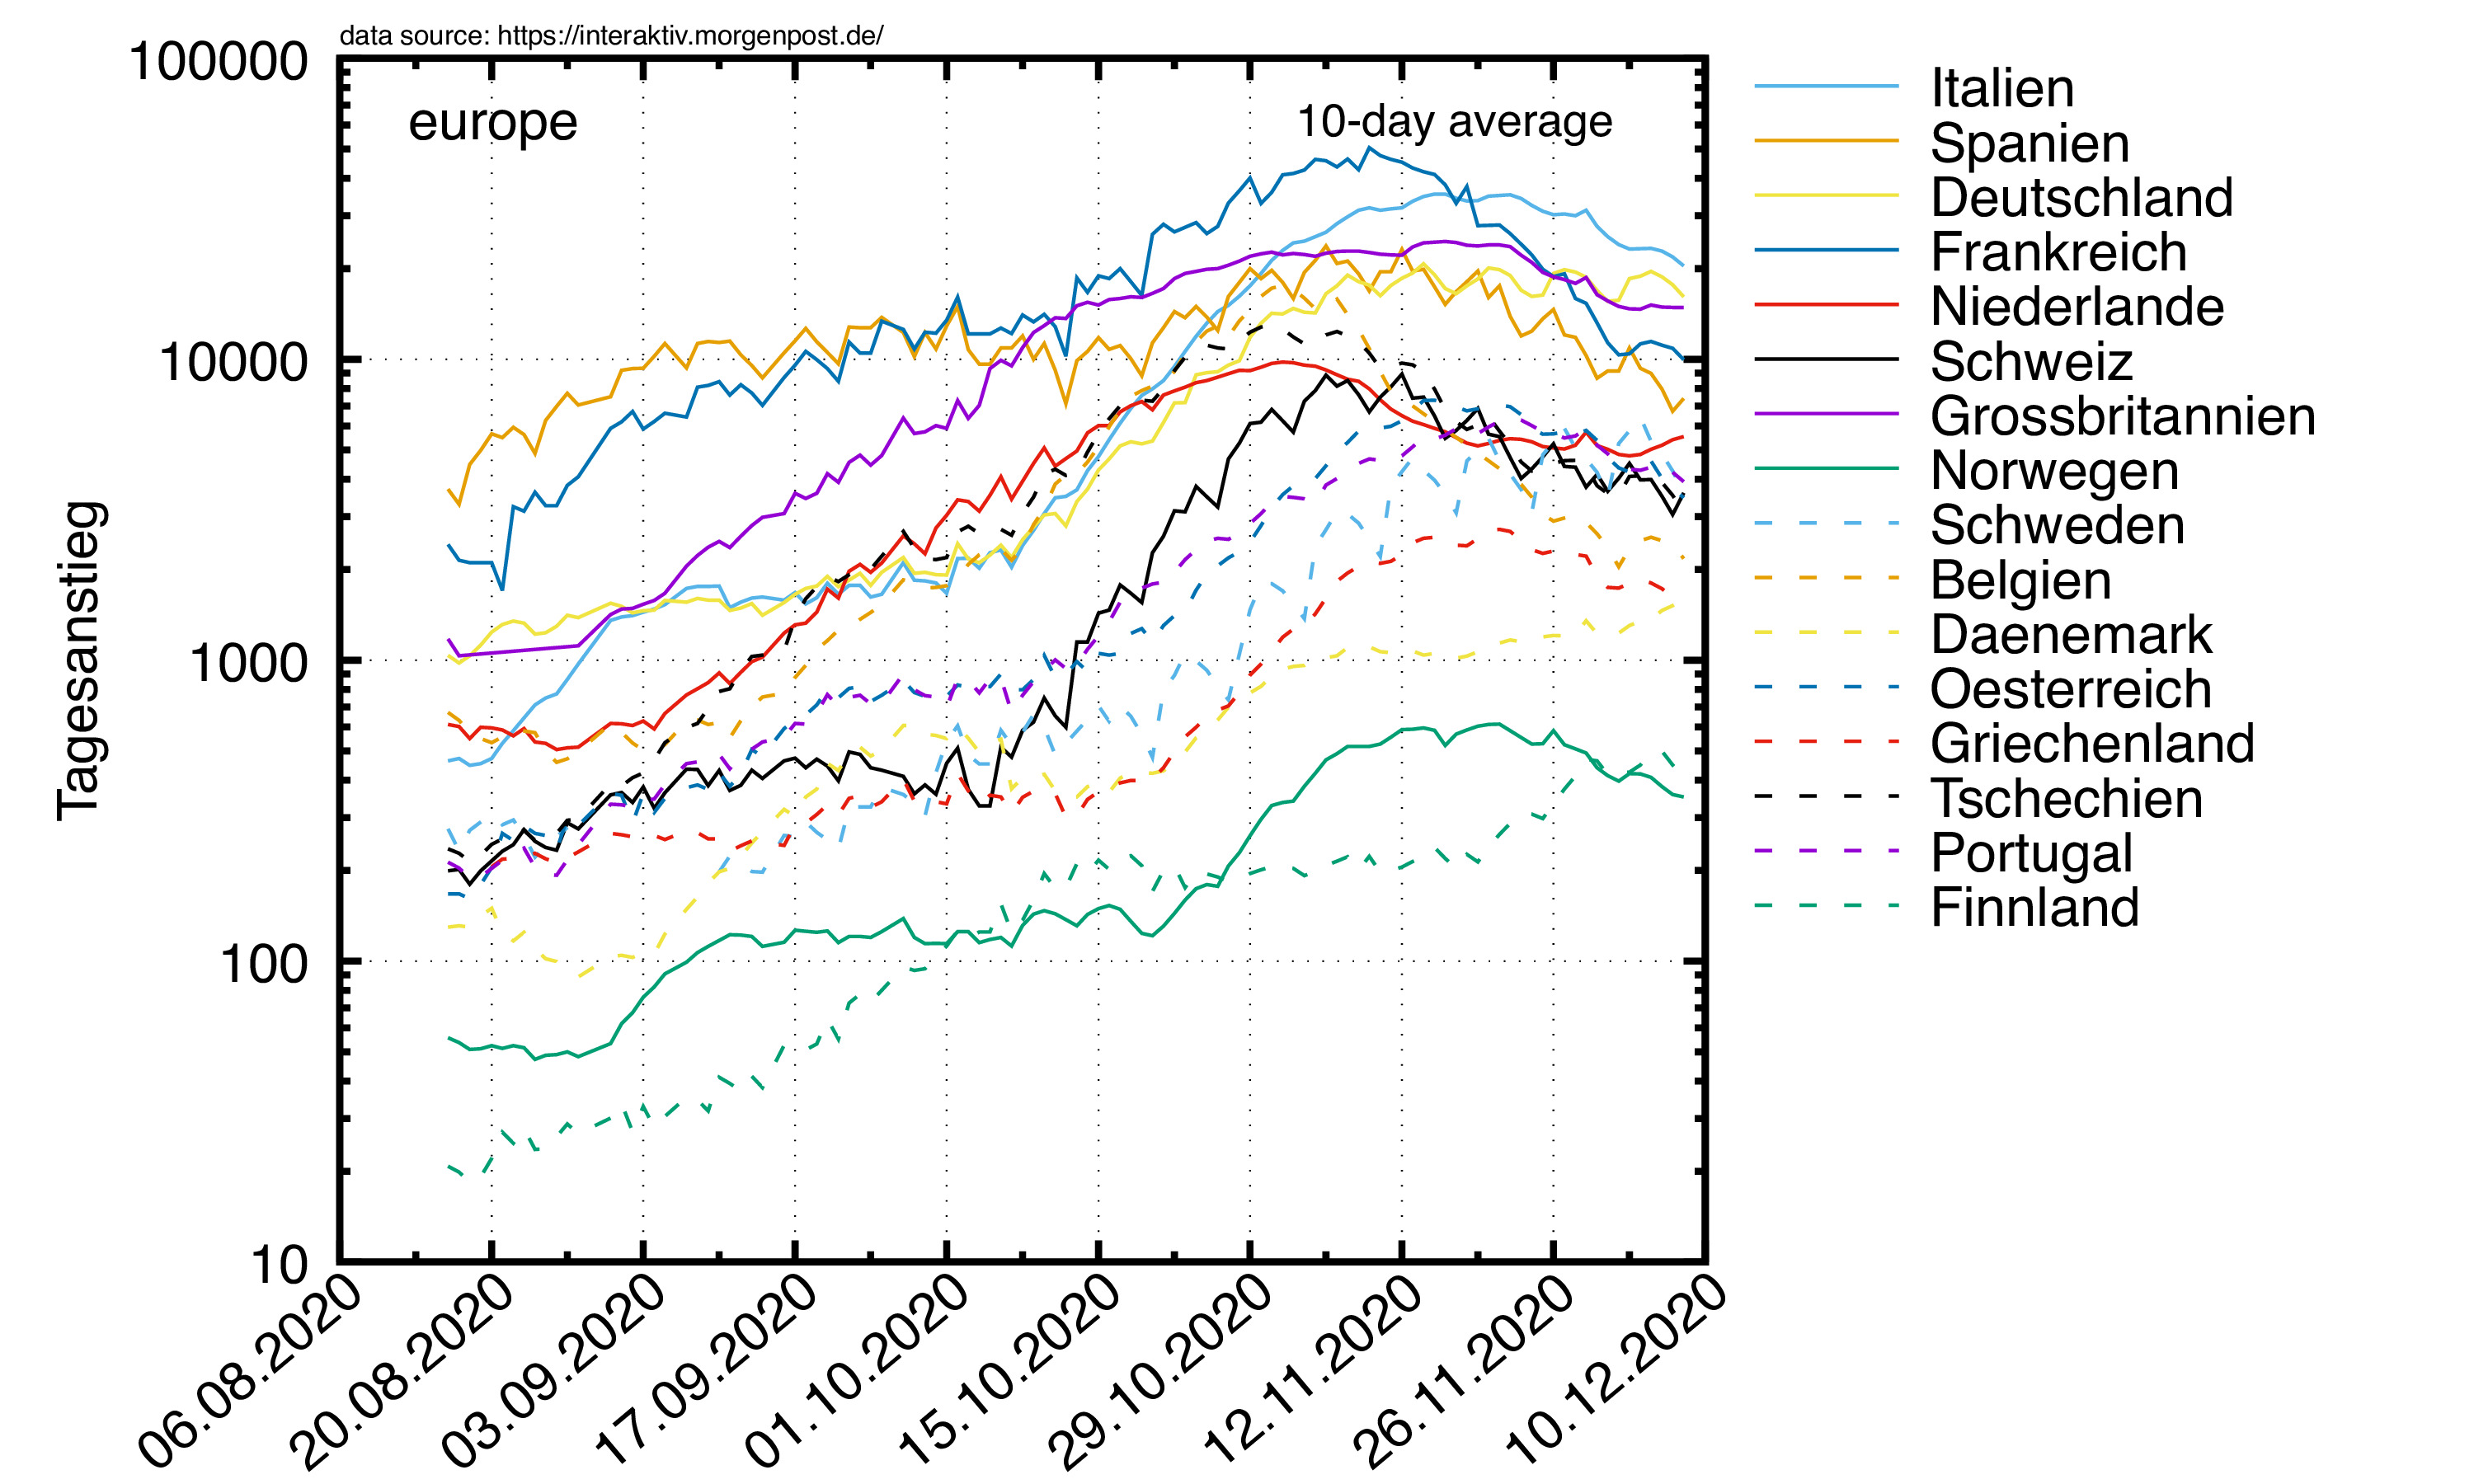 data source: https://interaktiv.morgenpost.de/
europe
10-day average
Tagesanstieg
100000
10000
1000
100
10
06.08.2020
20.08.2020
03.09.2020
17.09.2020
01.10.2020
15.10.2020
29.10.2020
12.11.2020
26.11.2020
10.12.2020
Italien
Spanien
Deutschland
Frankreich
Niederlande
Schweiz
Grossbritannien
Norwegen
Schweden
Belgien
Daenemark
Oesterreich
Griechenland
Tschechien
Portugal
Finnland